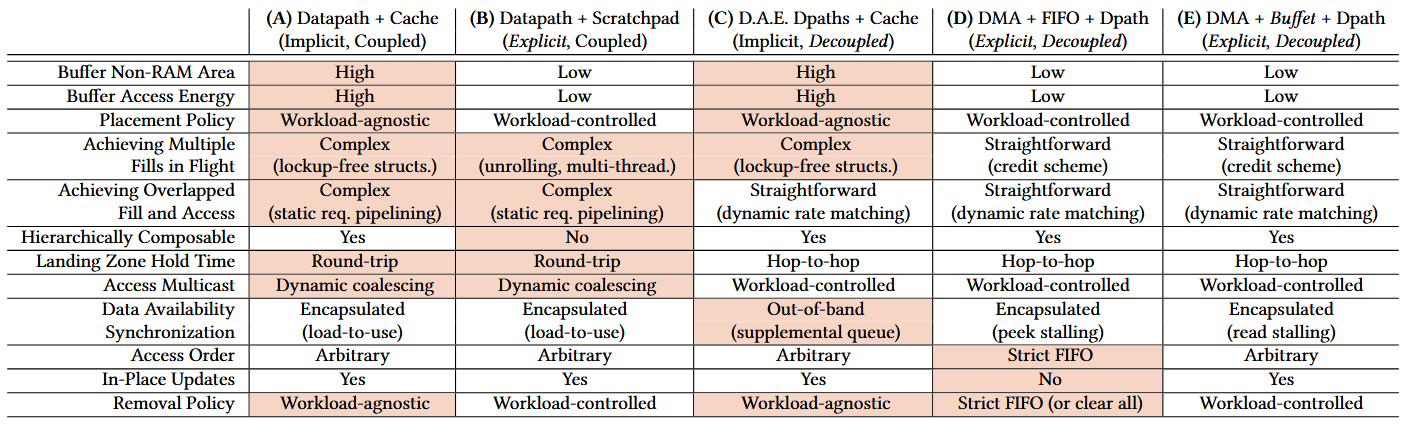 (A) Datapath + Cache (B) Datapath + Scratchpad (C) D.A.E. Dpaths + Cache (D) DMA + FIFO + Dpath (E) DMA + Buffet + Dpath
(Implicit, Coupled) (Explicit, Coupled) (Implicit, Decoupled) (Explicit, Decoupled) (Explicit, Decoupled)
Buffer Non-RAM Area High Low High Low Low
Buffer Access Energy High Low High Low Low
Placement Policy Workload-agnostic Workload-controlled Workload-agnostic Workload-controlled Workload-controlled
Achieving Multiple Complex Complex Complex Straightforward Straightforward
Fills in Flight (lockup-free structs.) (unrolling, multi-thread.) (lockup-free structs.) (credit scheme) (credit scheme)
Achieving Overlapped Complex Complex Straightforward Straightforward Straightforward
Fill and Access (static req. pipelining) (static req. pipelining) (dynamic rate matching) (dynamic rate matching) (dynamic rate matching)
Hierarchically Composable Yes No Yes Yes Yes
Landing Zone Hold Time Round-trip Round-trip Hop-to-hop Hop-to-hop Hop-to-hop
Access Multicast Dynamic coalescing Dynamic coalescing Workload-controlled Workload-controlled Workload-controlled
Data Availability Encapsulated Encapsulated Out-of-band Encapsulated Encapsulated
Synchronization (load-to-use) (load-to-use) (supplemental queue) (peek stalling) (read stalling)
Access Order Arbitrary Arbitrary Arbitrary Strict FIFO Arbitrary
In-Place Updates Yes Yes Yes No Yes
Removal Policy Workload-agnostic Workload-controlled Workload-agnostic Strict FIFO (or clear all) Workload-controlled